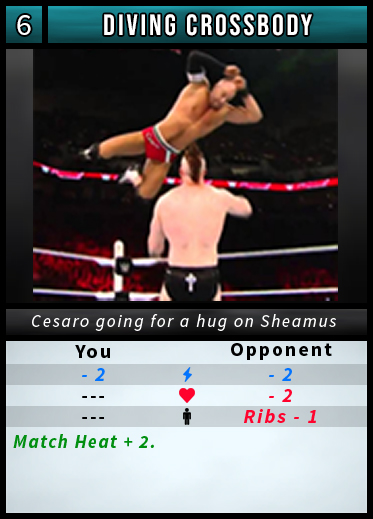 6 DIVING CROSSBODY
Cesaro going for a hug on Sheamus
You Opponent
- 2 - 2
--- - 2
--- Ribs - 1
Match Heat + 2.